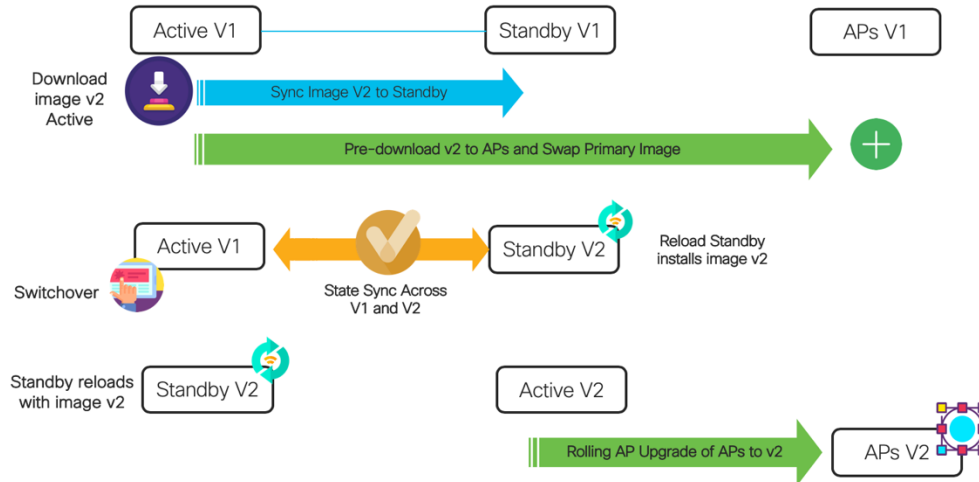 Active V1
Standby V1
APs V1
Download
image v2
Active
Sync Image V2 to Standby
Pre-download v2 to APs and Swap Primary Image
Active V1
Standby V2
Reload Standby
installs image v2
Switchover
State Sync Across
V1 and V2
Standby reloads
with image v2
Standby V2
Active V2
Rolling AP Upgrade of APs to v2
APs V2